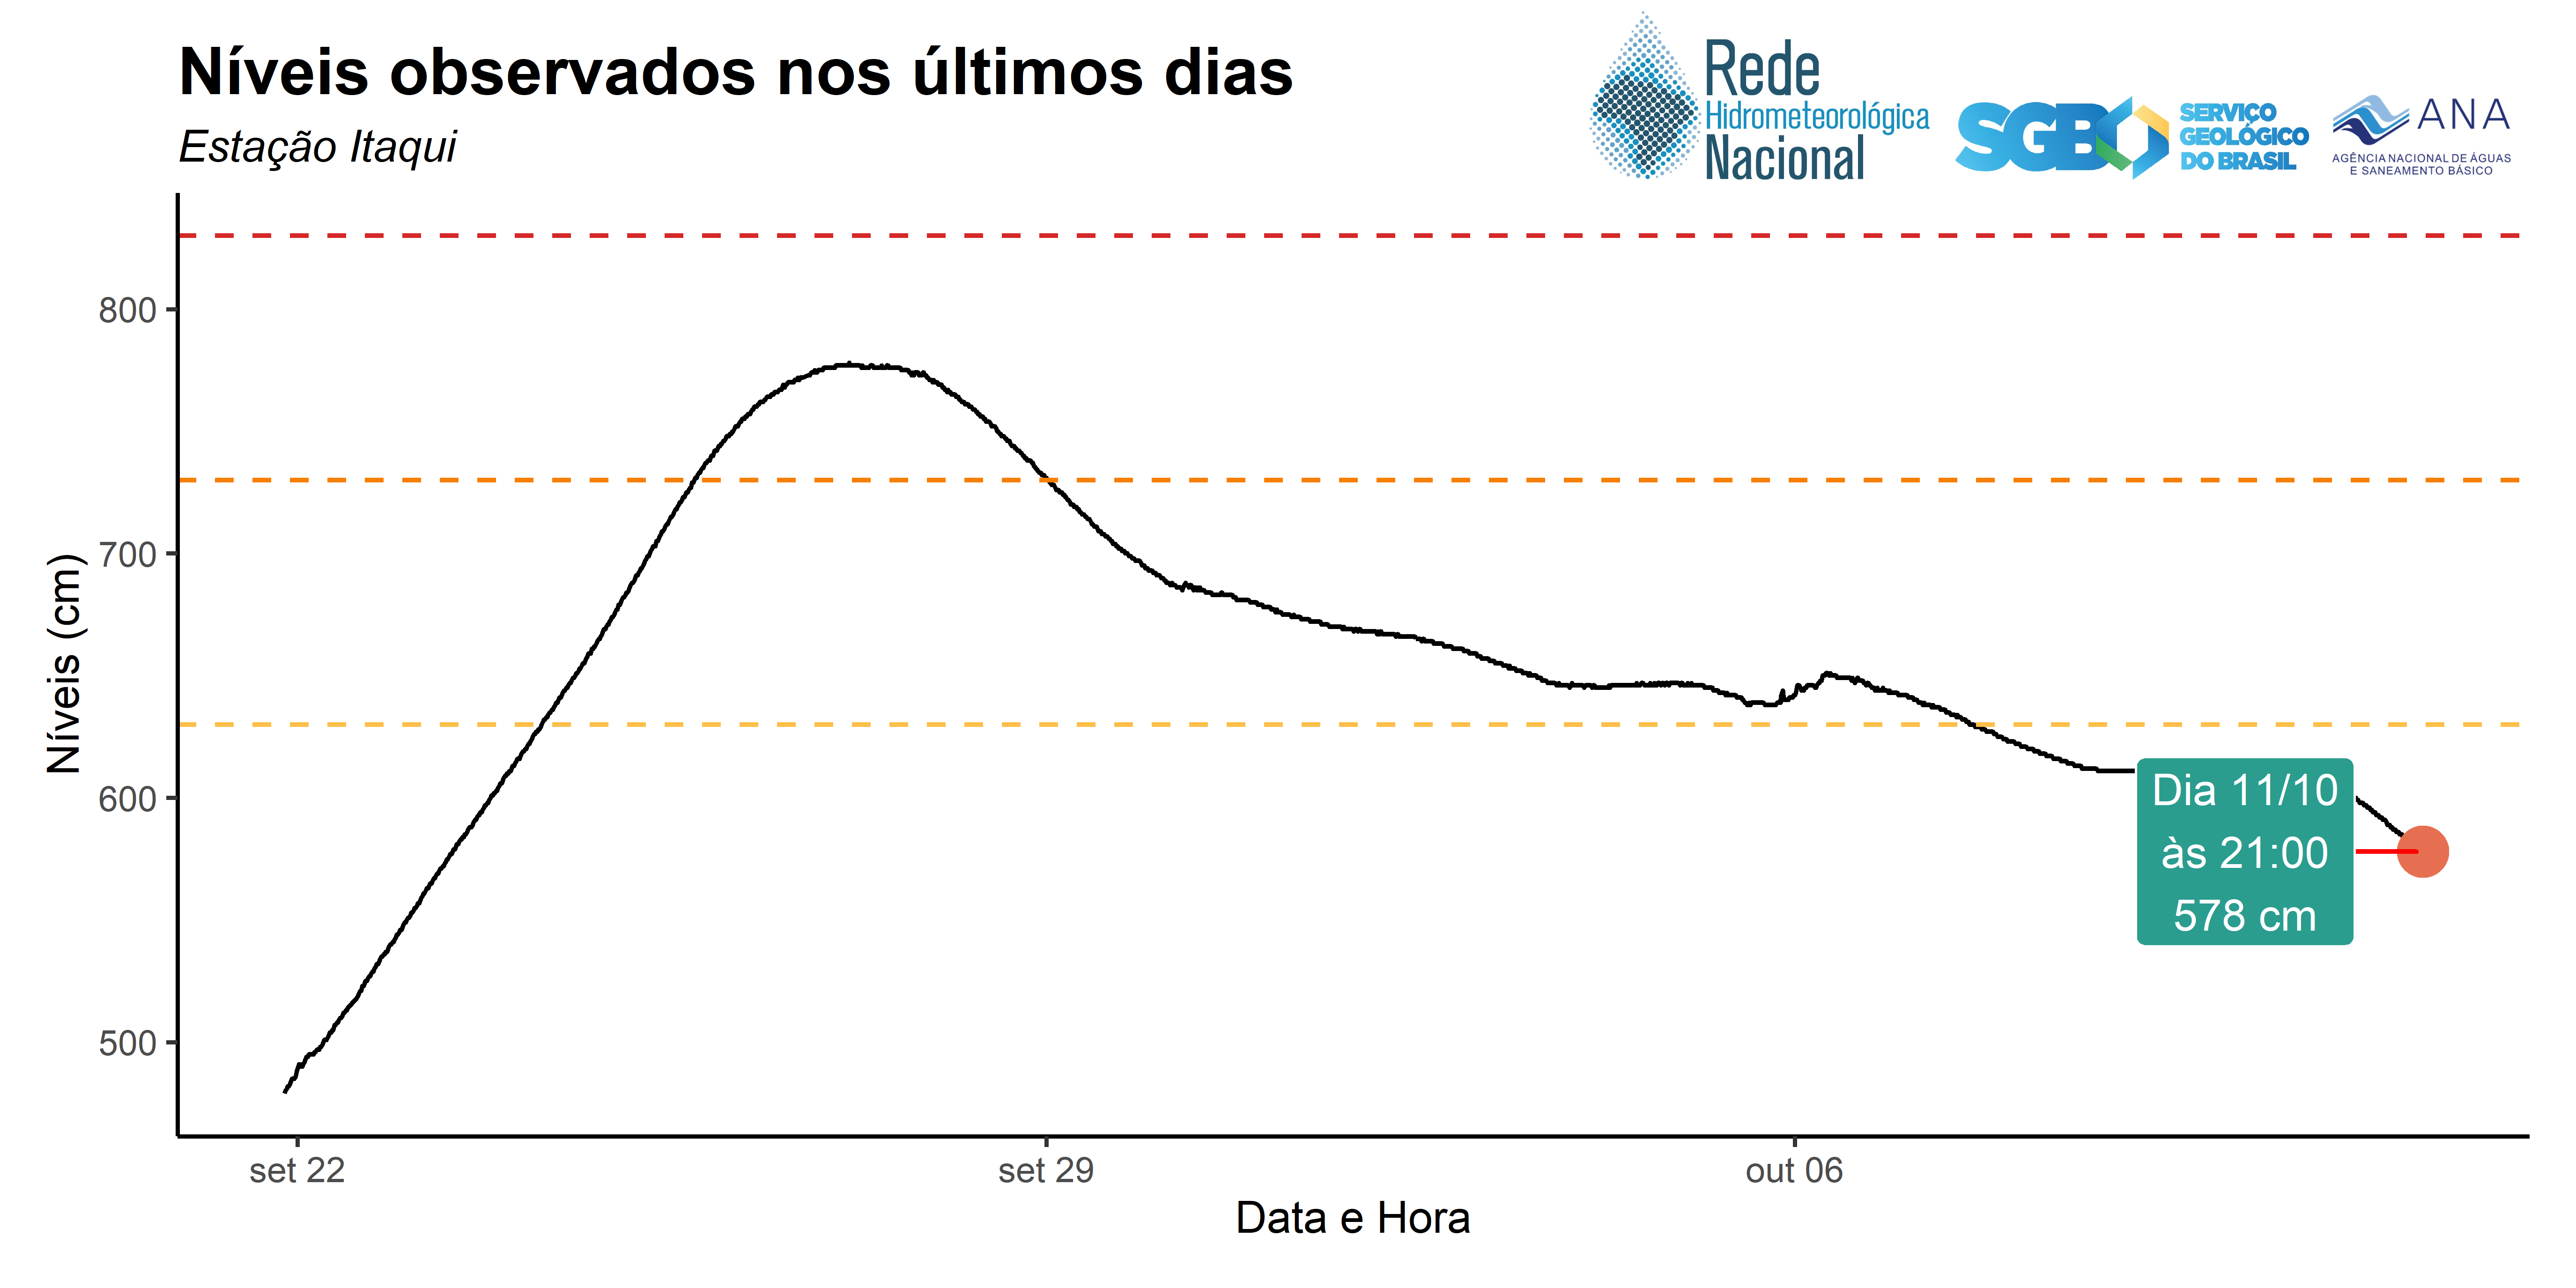 Níveis observados nos últimos dias
Estação Itaqui
Rede
Hidrometeorológica
Nacional
SGB
SERVIÇO
GEOLÓGICO
DO BRASIL
ANA
AGÊNCIA NACIONAL DE ÁGUAS
E SANEAMENTO BÁSICO
Níveis (cm)
800
700
600
500
Dia 11/10
às 21:00
578 cm
set 22
set 29
out 06
Data e Hora